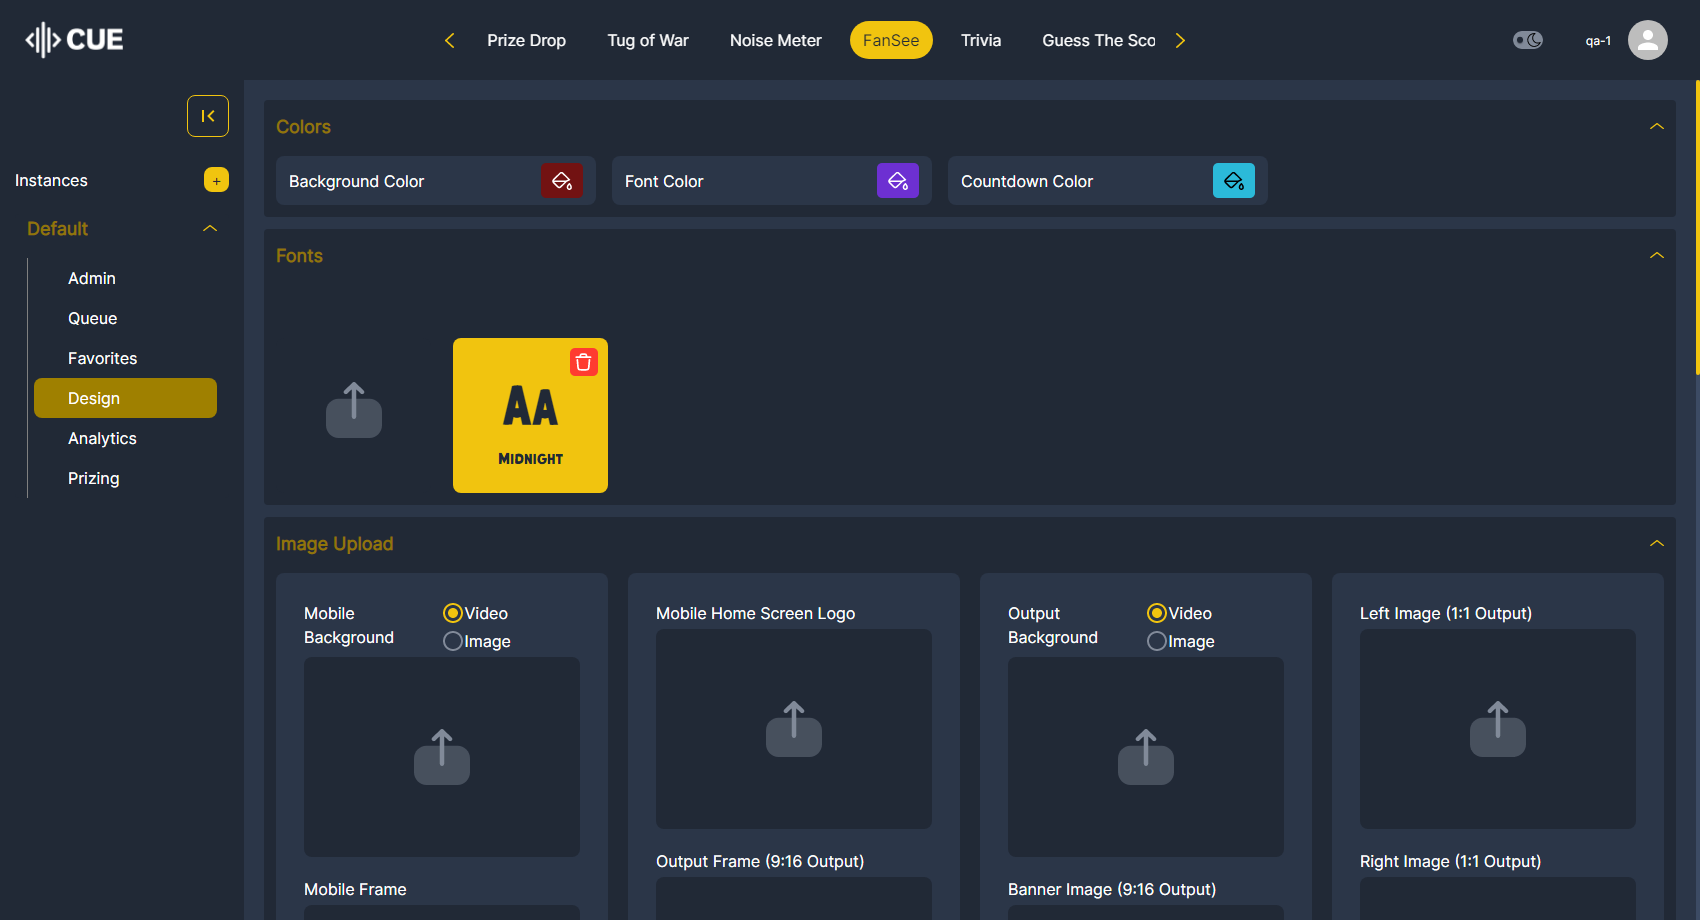 CUE
Prize Drop
Tug of War
Noise Meter
FanSee
Trivia
Guess The Sco
qa-1
Instances
+
Default
Admin
Queue
Favorites
Design
Analytics
Prizing
Colors
Background Color
Font Color
Countdown Color
Fonts
AA
MIDNIGHT
Image Upload
Mobile
Background
Video
Image
Mobile Frame
Mobile Home Screen Logo
Output Frame (9:16 Output)
Output
Background
Video
Image
Banner Image (9:16 Output)
Left Image (1:1 Output)
Right Image (1:1 Output)